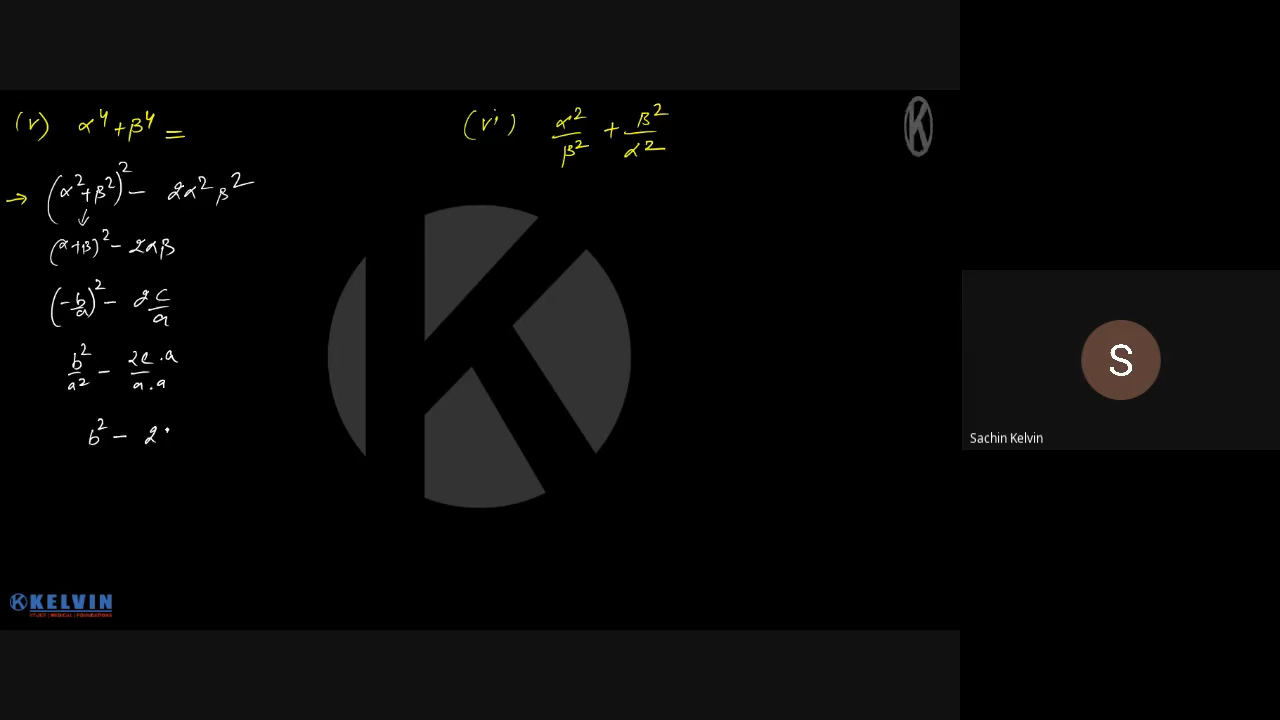 (v) α⁴ + β⁴ =
→ (α² + β²)² - 2α²β²
↓
(α+β)² - 2αβ
(-b/a)² - 2c/a
b²/a² - 2c.a/a.a
b² - 2
(vi) α²/β² + β²/α²
K
S
Sachin Kelvin
KELVIN